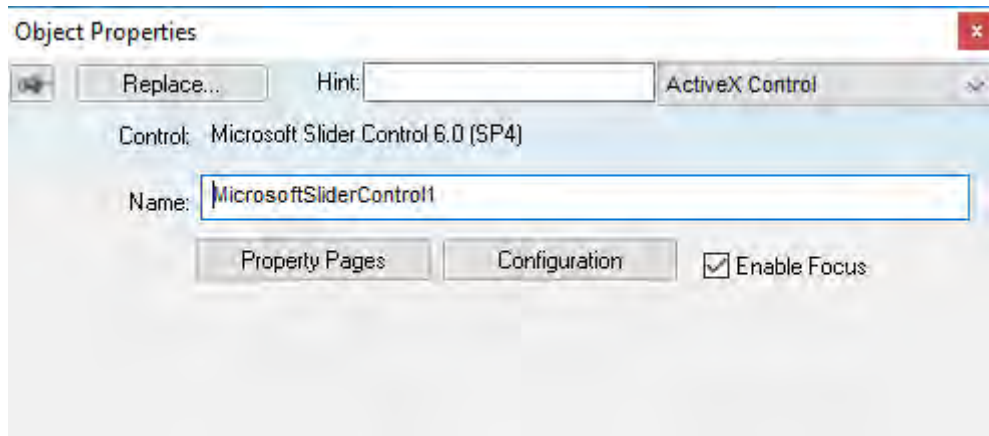 Object Properties
Replace... Hint: ActiveX Control
Control: Microsoft Slider Control 6.0 (SP4)
Name: MicrosoftSliderControl1
Property Pages Configuration Enable Focus